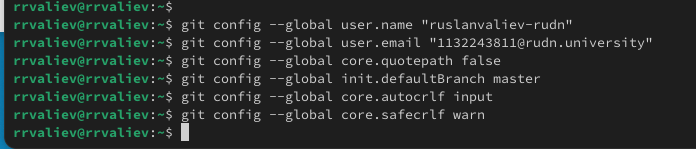 rrvaliev@rrvaliev:~$
rrvaliev@rrvaliev:~$ git config --global user.name "ruslanvaliev-rudn"
rrvaliev@rrvaliev:~$ git config --global user.email "1132243811@rudn.university"
rrvaliev@rrvaliev:~$ git config --global core.quotepath false
rrvaliev@rrvaliev:~$ git config --global init.defaultBranch master
rrvaliev@rrvaliev:~$ git config --global core.autocrlf input
rrvaliev@rrvaliev:~$ git config --global core.safecrlf warn
rrvaliev@rrvaliev:~$